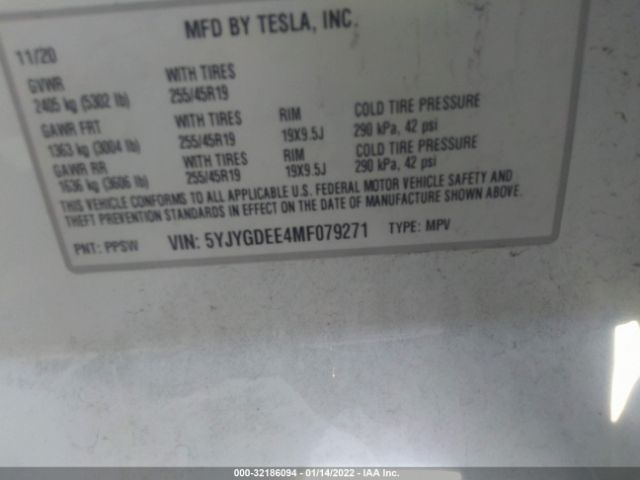 MFD BY TESLA, INC.
11/20
GVWR WITH TIRES
2405 kg (5302 lb) 255/45R19
GAWR FRT WITH TIRES RIM COLD TIRE PRESSURE
1363 kg (3004 lb) 255/45R19 19X9.5J 290 kPa, 42 psi
GAWR RR WITH TIRES RIM COLD TIRE PRESSURE
1636 kg (3606 lb) 255/45R19 19X9.5J 290 kPa, 42 psi
THIS VEHICLE CONFORMS TO ALL APPLICABLE U.S. FEDERAL MOTOR VEHICLE SAFETY AND
THEFT PREVENTION STANDARDS IN EFFECT ON THE DATE OF MANUFACTURE SHOWN ABOVE.
PNT: PPSW VIN: 5YJYGDEE4MF079271 TYPE: MPV
000-32186094 - 01/14/2022 - IAA Inc.